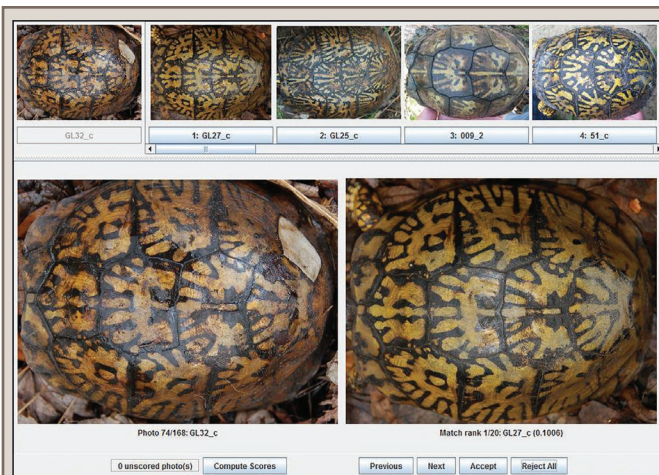 GL32_c
1: GL27_c
2: GL25_c
3: 009_2
4: 51_c
Photo 74/168: GL32_c
Match rank 1/20: GL27_c (0.1006)
0 unscored photo(s)
Compute Scores
Previous
Next
Accept
Reject All